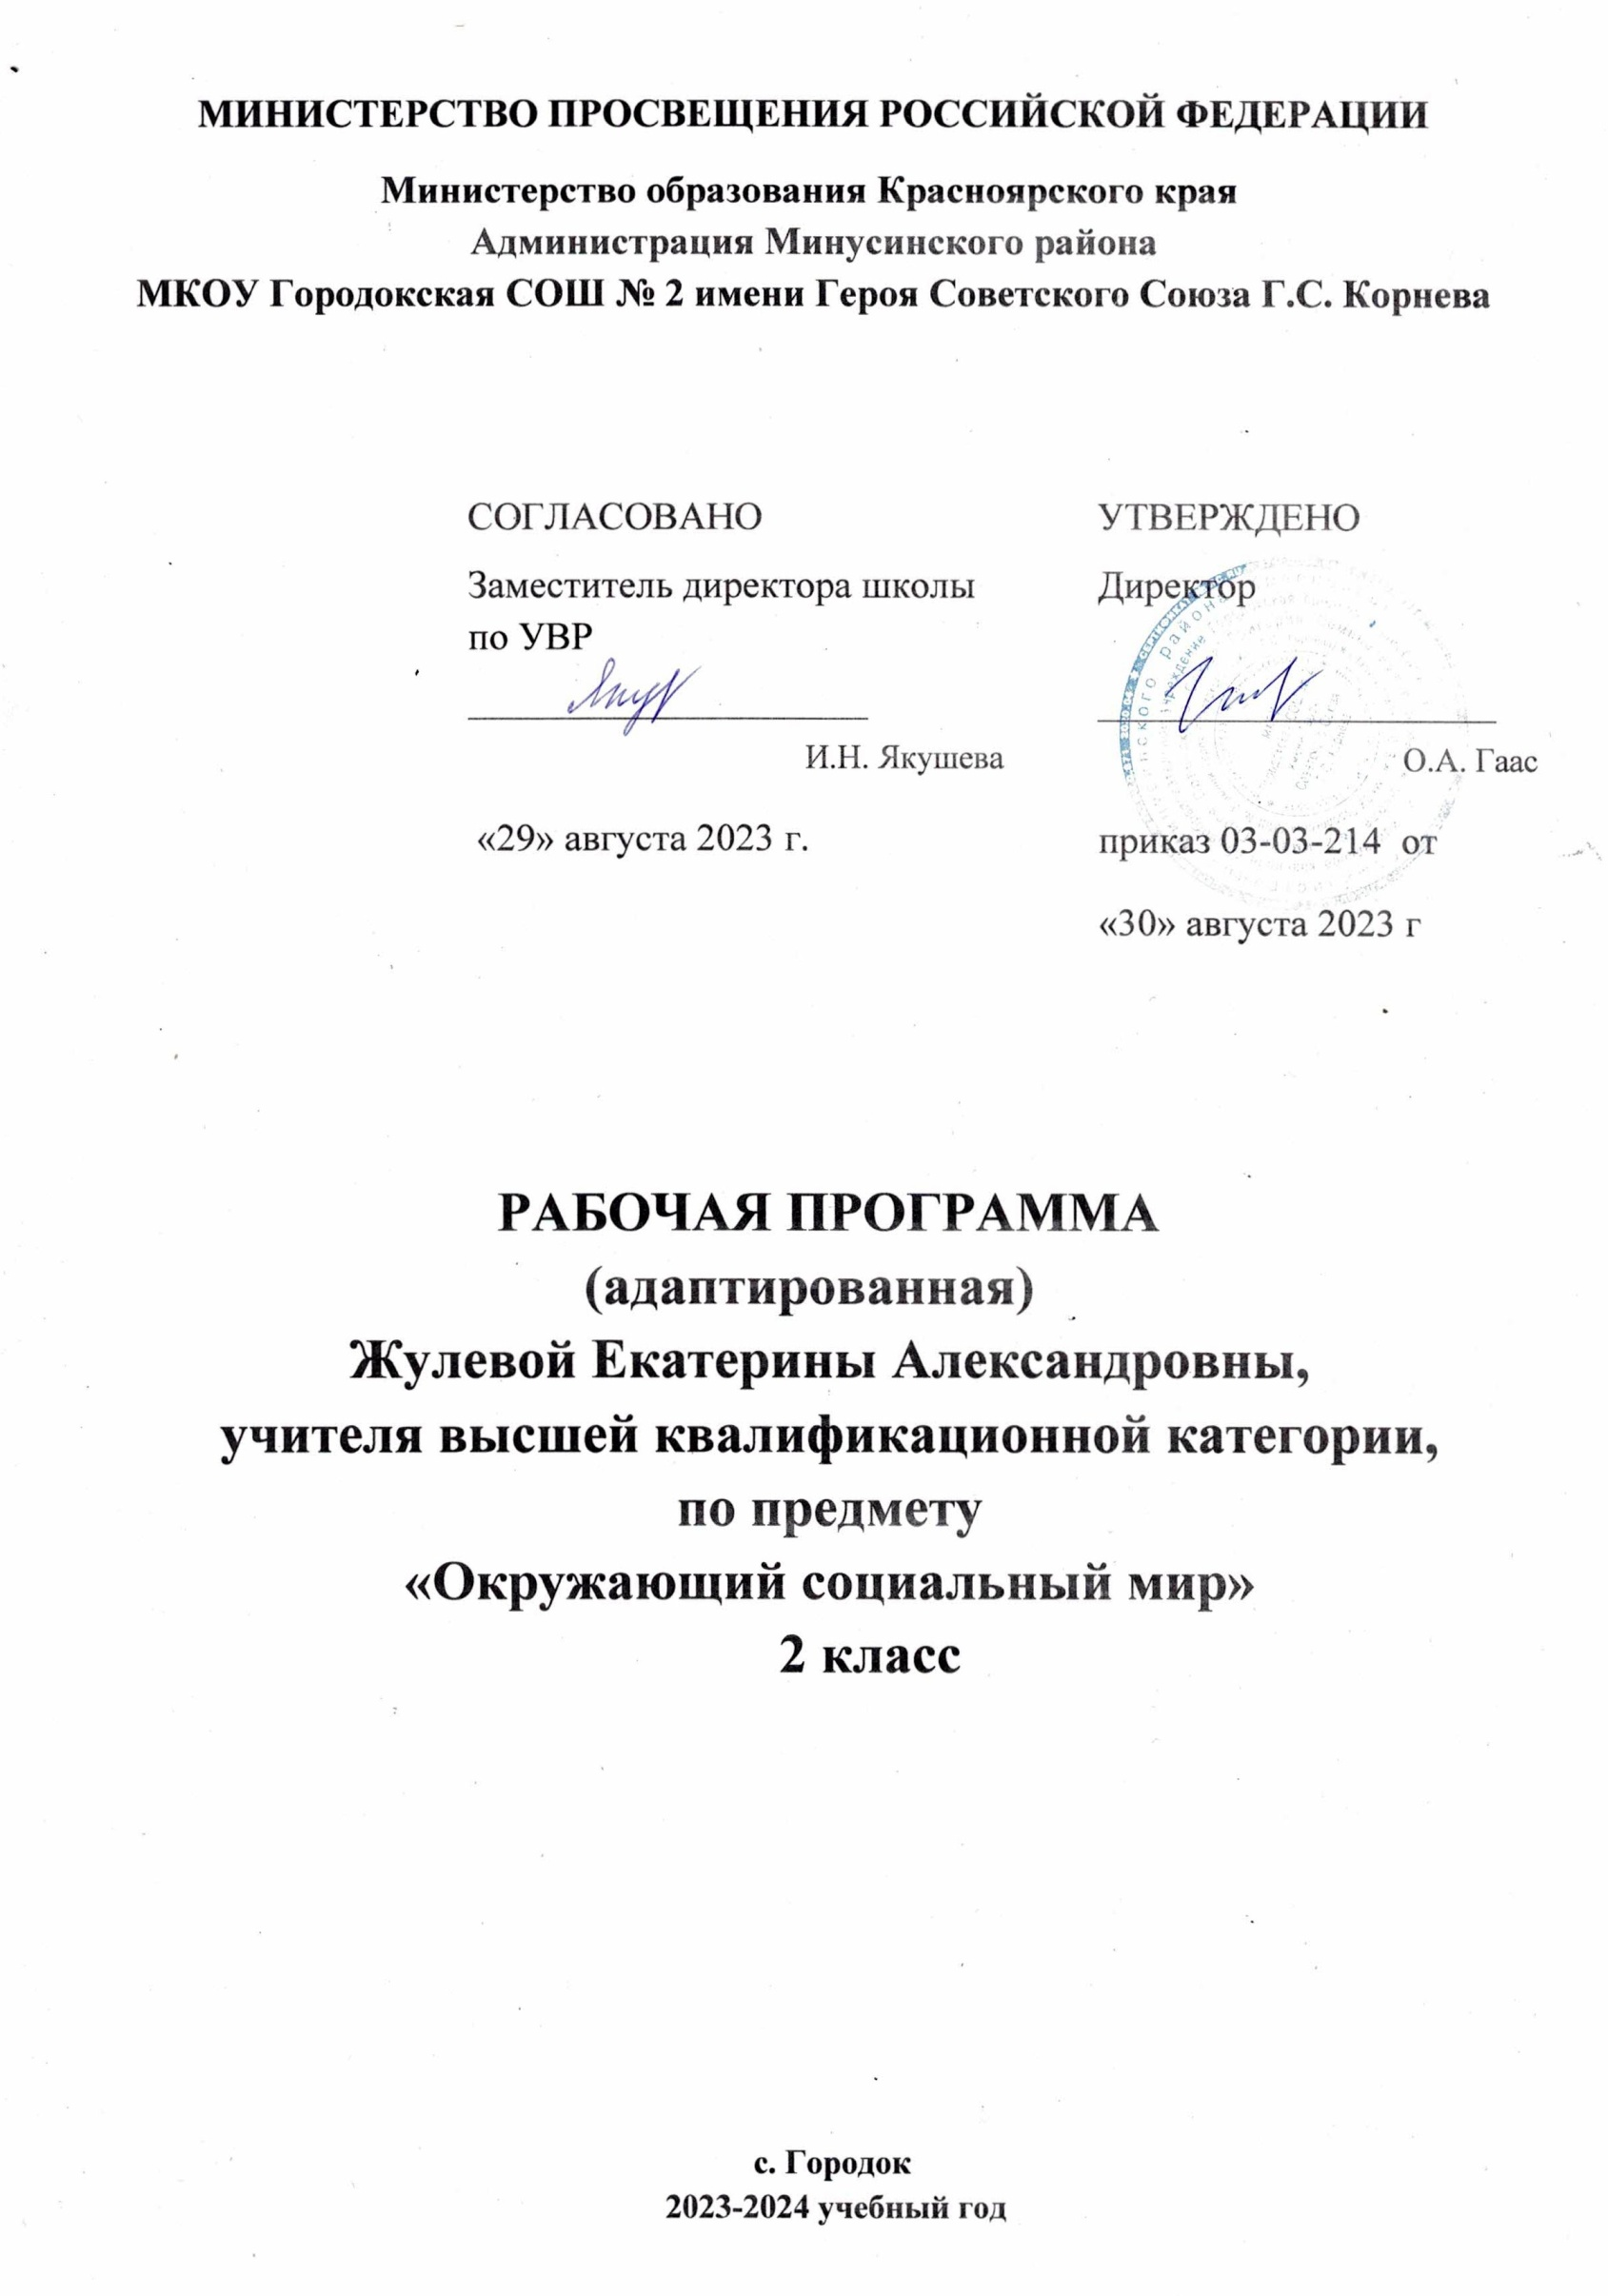 МИНИСТЕРСТВО ПРОСВЕЩЕНИЯ РОССИЙСКОЙ ФЕДЕРАЦИИ
Министерство образования Красноярского края
Администрация Минусинского района
МКОУ Городокская СОШ № 2 имени Героя Советского Союза Г.С. Корнева
СОГЛАСОВАНО
Заместитель директора школы
по УВР
И.Н. Якушева
«29» августа 2023 г.
УТВЕРЖДЕНО
Директор
О.А. Гаас
приказ 03-03-214 от
«30» августа 2023 г
РАБОЧАЯ ПРОГРАММА
(адаптированная)
Жулевой Екатерины Александровны,
учителя высшей квалификационной категории,
по предмету
«Окружающий социальный мир»
2 класс
с. Городок
2023-2024 учебный год